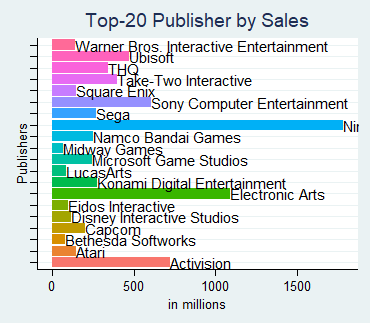 Top-20 Publisher by Sales
Warner Bros. Interactive Entertainment
Ubisoft
THQ
Take-Two Interactive
Square Enix
Sony Computer Entertainment
Sega
Nin
Namco Bandai Games
Midway Games
Microsoft Game Studios
LucasArts
Konami Digital Entertainment
Electronic Arts
Eidos Interactive
Disney Interactive Studios
Capcom
Bethesda Softworks
Atari
Activision
Publishers
0 500 1000 1500
in millions